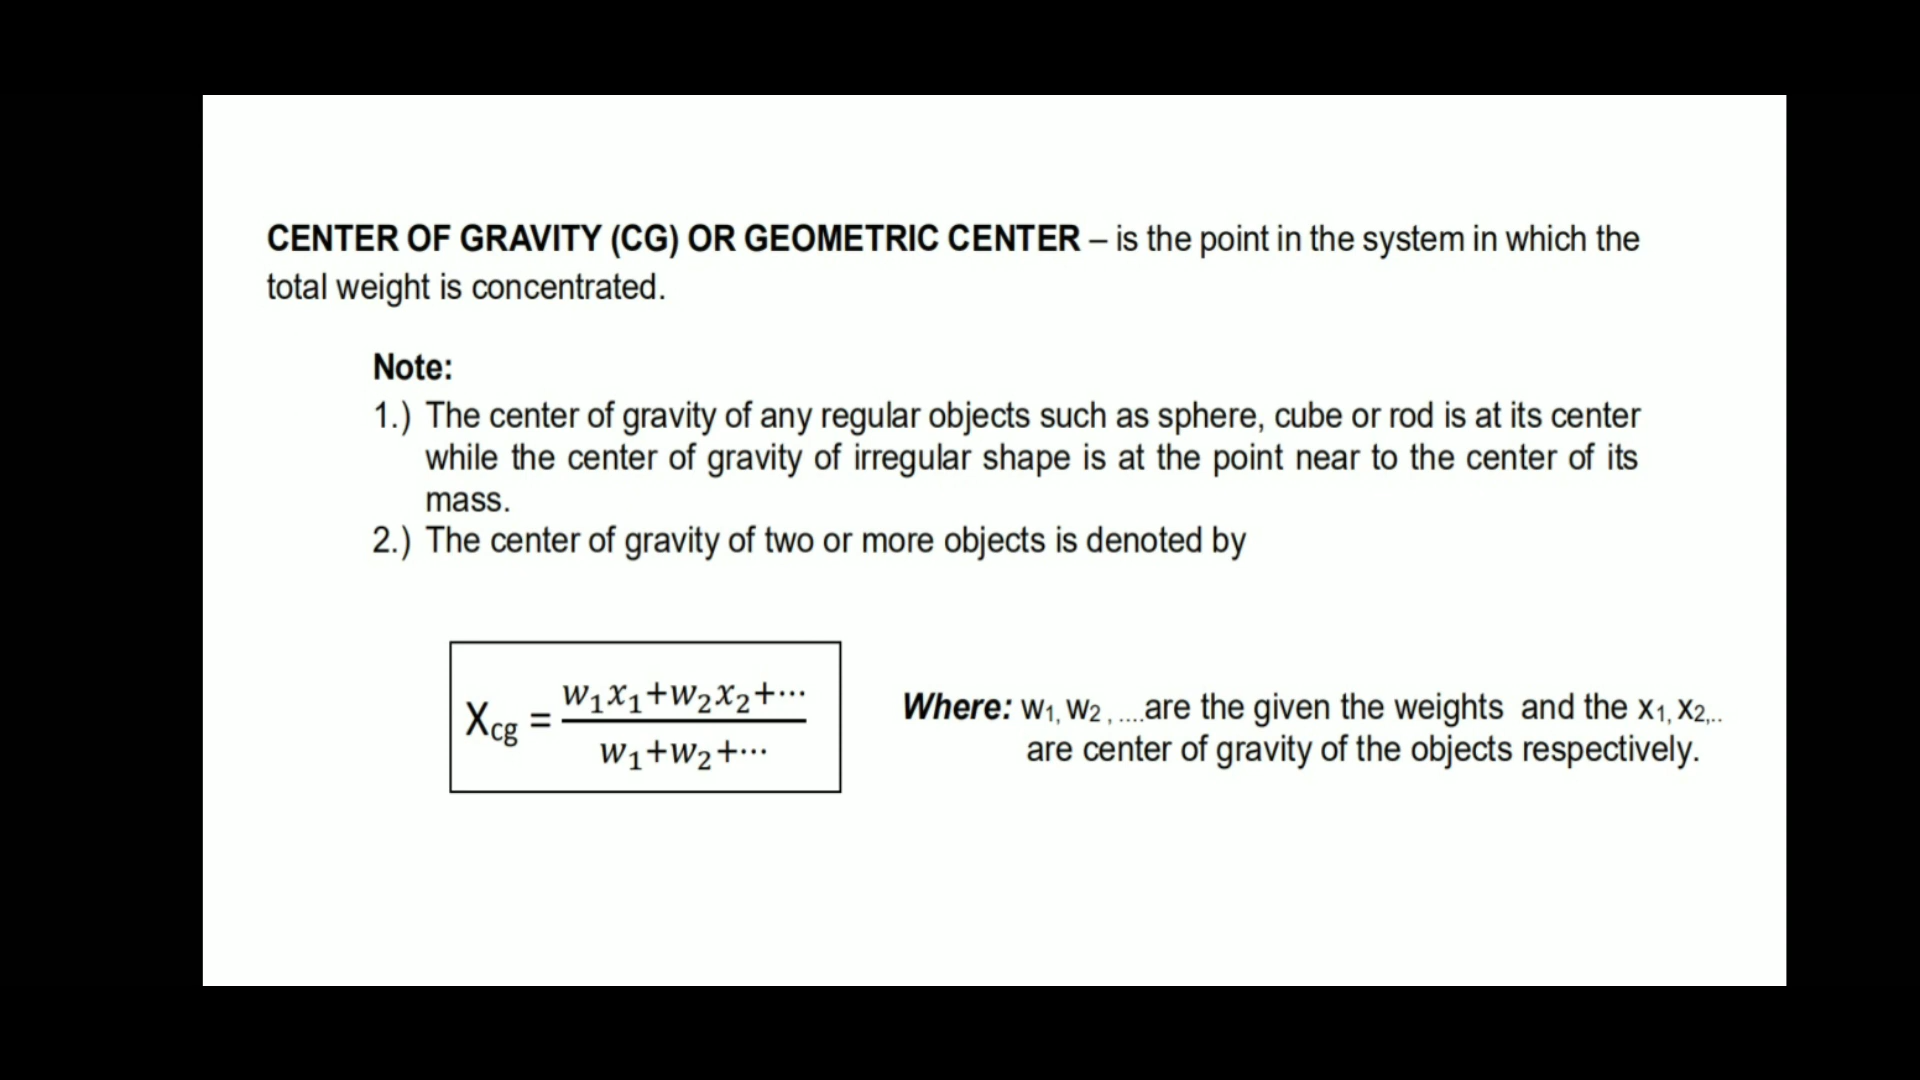 CENTER OF GRAVITY (CG) OR GEOMETRIC CENTER – is the point in the system in which the
total weight is concentrated.
Note:
1.) The center of gravity of any regular objects such as sphere, cube or rod is at its center
while the center of gravity of irregular shape is at the point near to the center of its
mass.
2.) The center of gravity of two or more objects is denoted by
X_cg = (w₁x₁+w₂x₂+⋯)/(w₁+w₂+⋯)
Where: w₁, w₂ , ....are the given the weights and the x₁, x₂,..
are center of gravity of the objects respectively.